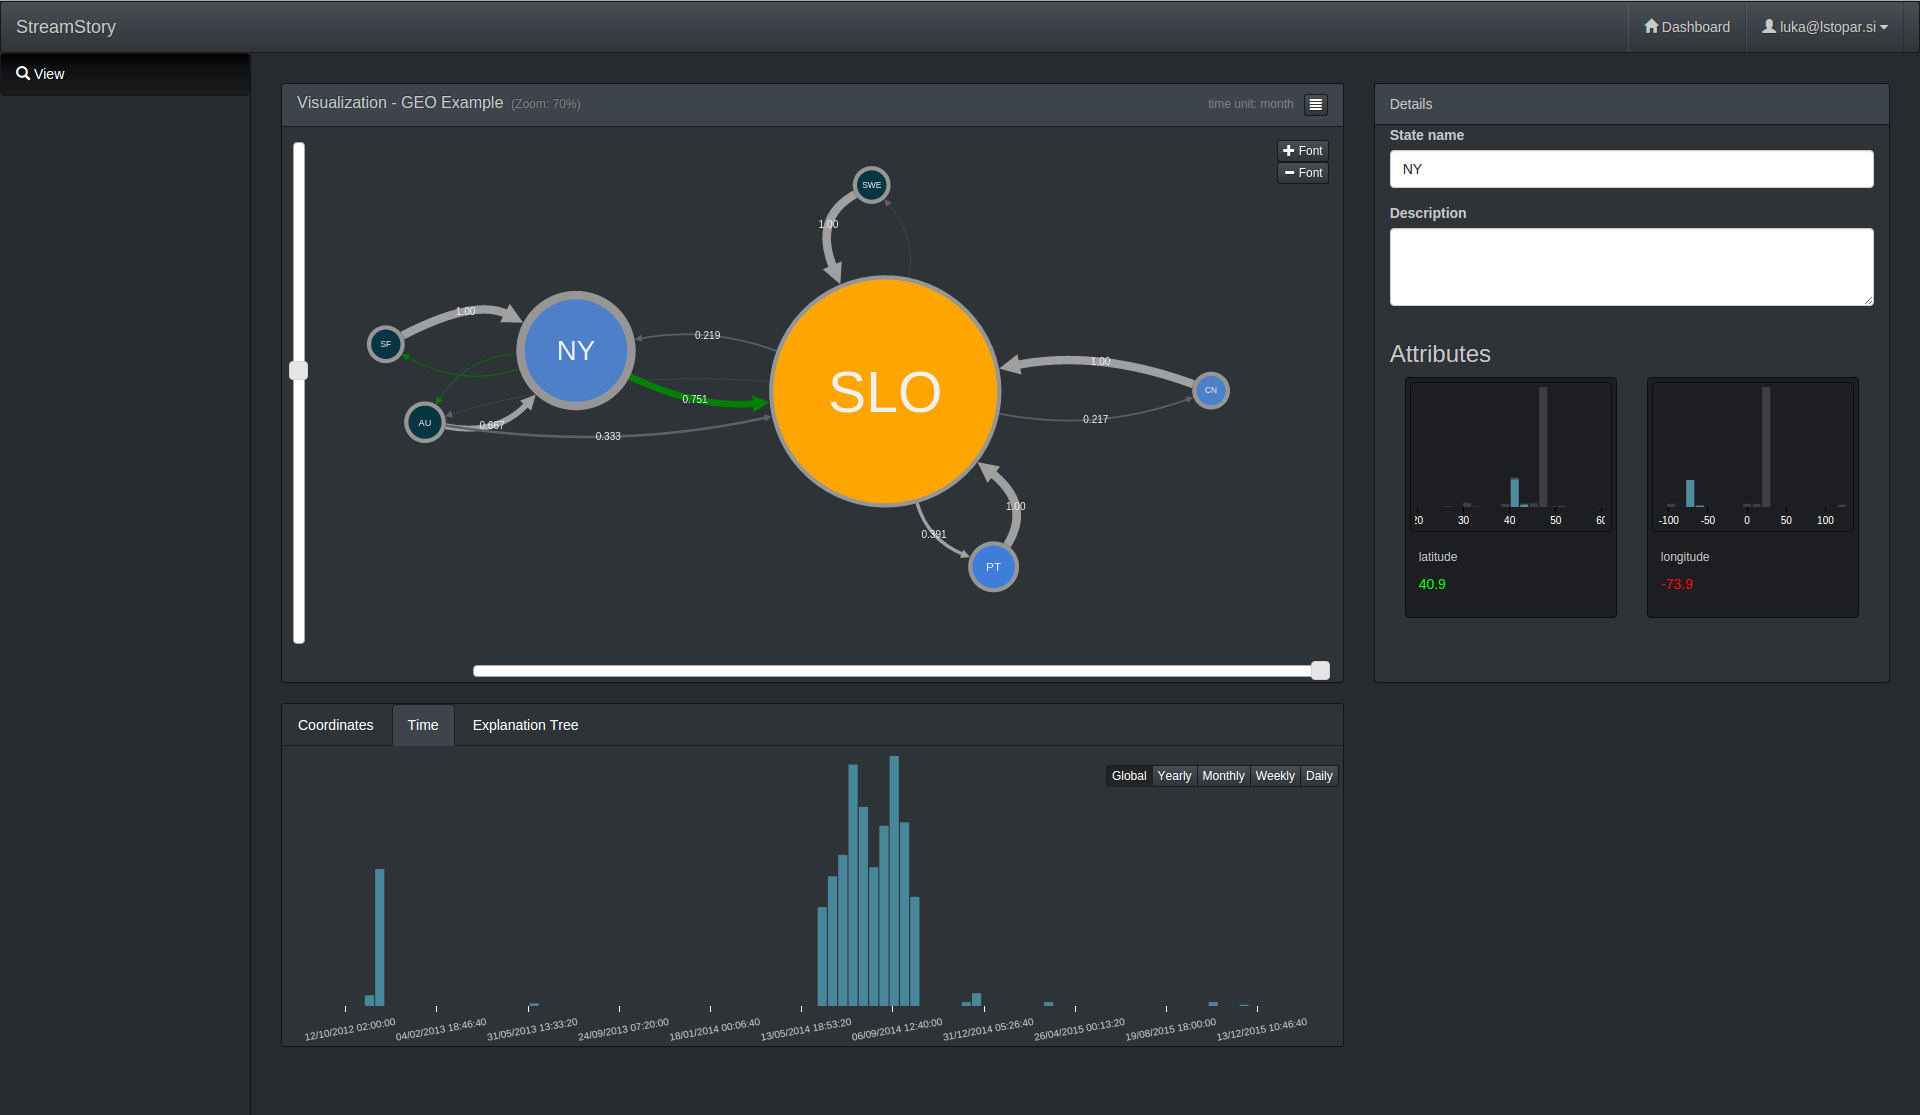 StreamStory
Dashboard
luka@lstopar.si
View
Visualization - GEO Example (Zoom: 70%)
time unit: month
Font
Font
SWE
1.00
SF
1.00
NY
0.219
SLO
1.00
CN
0.751
AU
0.667
0.333
0.217
1.00
0.391
PT
Details
State name
NY
Description
Attributes
20 30 40 50 60
latitude
40.9
-100 -50 0 50 100
longitude
-73.9
Coordinates
Time
Explanation Tree
Global Yearly Monthly Weekly Daily
12/10/2012 02:00:00
04/02/2013 18:46:40
31/05/2013 13:33:20
24/09/2013 07:20:00
18/01/2014 00:06:40
13/05/2014 18:53:20
06/09/2014 12:40:00
31/12/2014 05:26:40
26/04/2015 00:13:20
19/08/2015 18:00:00
13/12/2015 10:46:40